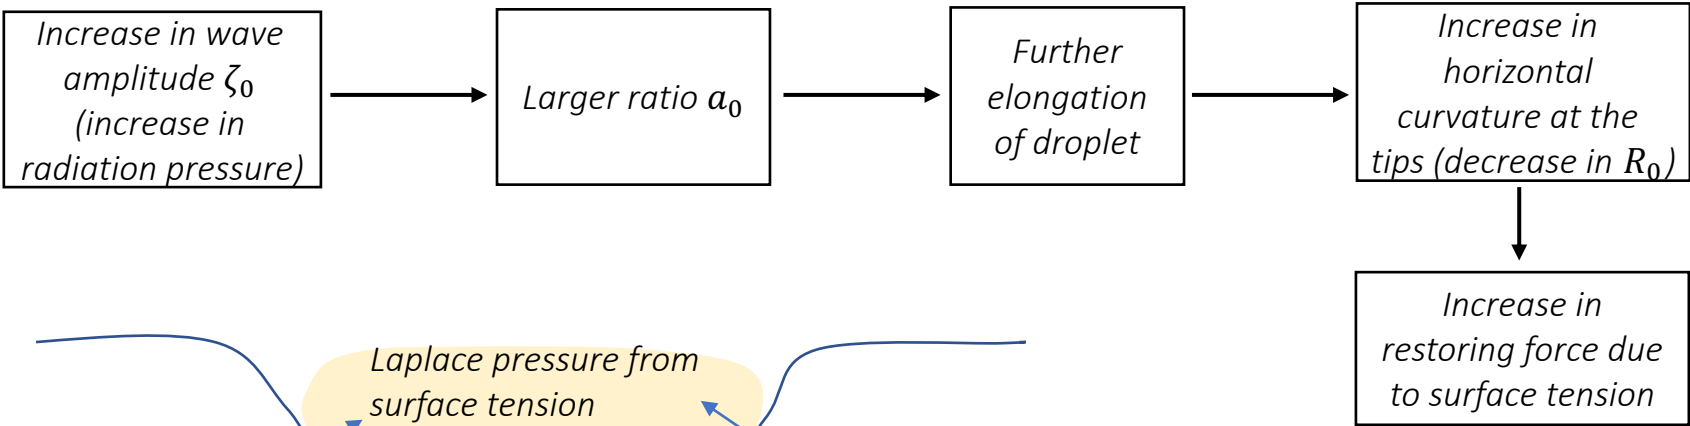 Increase in wave
amplitude ζ₀
(increase in
radiation pressure)
Larger ratio a₀
Further
elongation
of droplet
Increase in
horizontal
curvature at the
tips (decrease in R₀)
Increase in
restoring force due
to surface tension
Laplace pressure from
surface tension